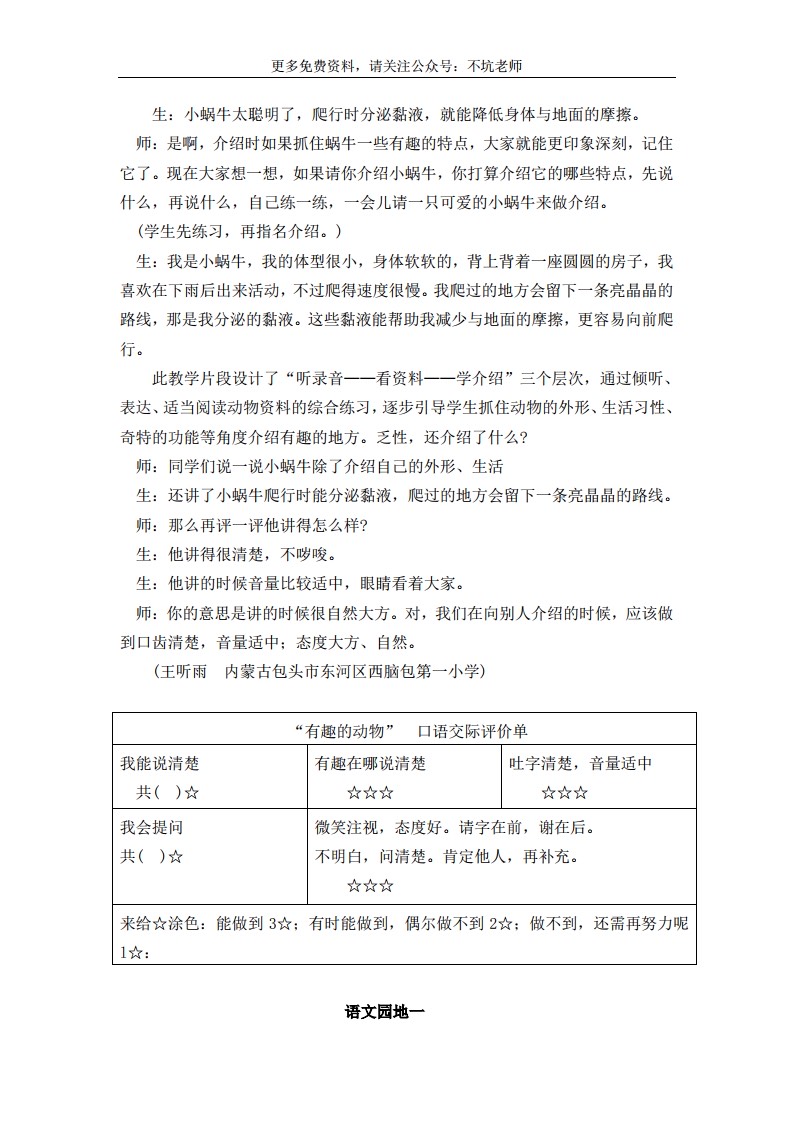 更多免费资料，请关注公众号：不坑老师
生：小蜗牛太聪明了，爬行时分泌黏液，就能降低身体与地面的摩擦。
师：是啊，介绍时如果抓住蜗牛一些有趣的特点，大家就能更印象深刻，记住
它了。现在大家想一想，如果请你介绍小蜗牛，你打算介绍它的哪些特点，先说
什么，再说什么，自己练一练，一会儿请一只可爱的小蜗牛来做介绍。
(学生先练习，再指名介绍。)
生：我是小蜗牛，我的体型很小，身体软软的，背上背着一座圆圆的房子，我
喜欢在下雨后出来活动，不过爬得速度很慢。我爬过的地方会留下一条亮晶晶的
路线，那是我分泌的黏液。这些黏液能帮助我减少与地面的摩擦，更容易向前爬
行。
此教学片段设计了“听录音——看资料——学介绍”三个层次，通过倾听、
表达、适当阅读动物资料的综合练习，逐步引导学生抓住动物的外形、生活习性、
奇特的功能等角度介绍有趣的地方。乏性，还介绍了什么?
师：同学们说一说小蜗牛除了介绍自己的外形、生活
生：还讲了小蜗牛爬行时能分泌黏液，爬过的地方会留下一条亮晶晶的路线。
师：那么再评一评他讲得怎么样?
生：他讲得很清楚，不哕唆。
生：他讲的时候音量比较适中，眼睛看着大家。
师：你的意思是讲的时候很自然大方。对，我们在向别人介绍的时候，应该做
到口齿清楚，音量适中；态度大方、自然。
(王听雨　内蒙古包头市东河区西脑包第一小学)
“有趣的动物”　口语交际评价单
我能说清楚
共(　)☆
有趣在哪说清楚
☆☆☆
吐字清楚，音量适中
☆☆☆
我会提问
共(　)☆
微笑注视，态度好。请字在前，谢在后。
不明白，问清楚。肯定他人，再补充。
☆☆☆
来给☆涂色：能做到 3☆；有时能做到，偶尔做不到 2☆；做不到，还需再努力呢
1☆：
语文园地一